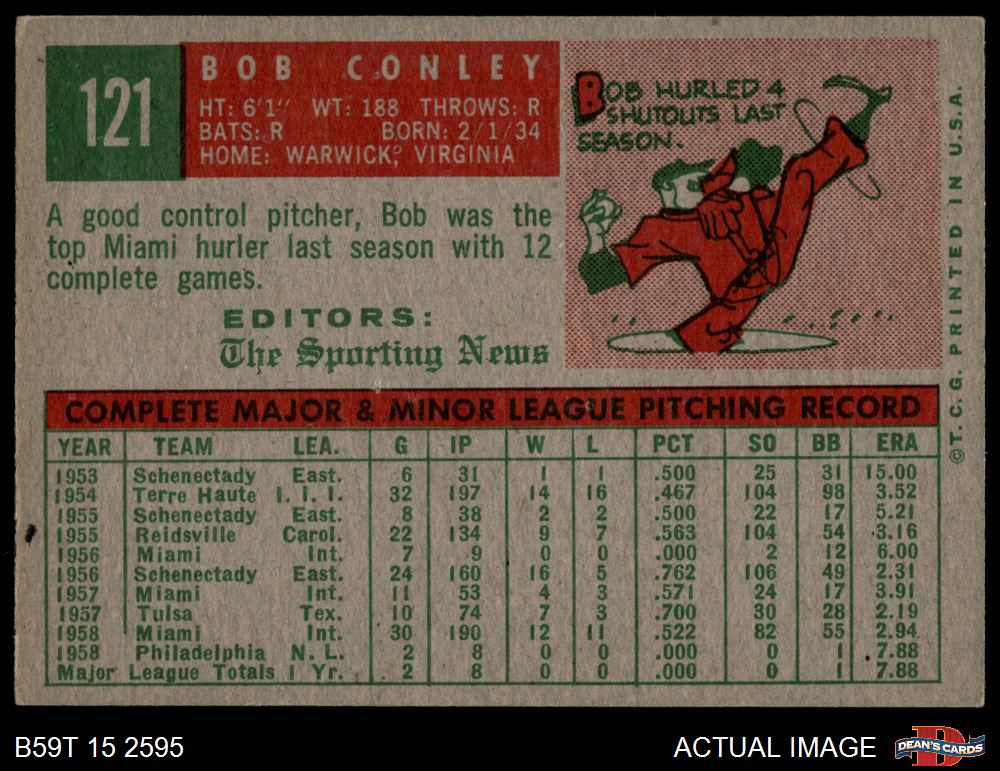 121
BOB CONLEY
HT: 6'1" WT: 188 THROWS: R
BATS: R BORN: 2/1/34
HOME: WARWICK, VIRGINIA
BOB HURLED 4
SHUTOUTS LAST
SEASON.
A good control pitcher, Bob was the
top Miami hurler last season with 12
complete games.
EDITORS:
The Sporting News
COMPLETE MAJOR & MINOR LEAGUE PITCHING RECORD
YEAR TEAM LEA. G IP W L PCT SO BB ERA
1953 Schenectady East. 6 31 1 1 .500 25 31 15.00
1954 Terre Haute I. I. I. 32 197 14 16 .467 104 98 3.52
1955 Schenectady East. 8 38 2 2 .500 22 17 5.21
1955 Reidsville Carol. 22 134 9 7 .563 104 54 3.16
1956 Miami Int. 7 9 0 0 .000 2 12 6.00
1956 Schenectady East. 24 160 16 5 .762 106 49 2.31
1957 Miami Int. 11 53 4 3 .571 24 17 3.91
1957 Tulsa Tex. 10 74 7 3 .700 30 28 2.19
1958 Miami Int. 30 190 12 11 .522 82 55 2.94
1958 Philadelphia N. L. 2 8 0 0 .000 0 1 7.88
Major League Totals 1 Yr. 2 8 0 0 .000 0 1 7.88
©T. C. G. PRINTED IN U.S.A.
B59T 15 2595
ACTUAL IMAGE
DEAN'S CARDS